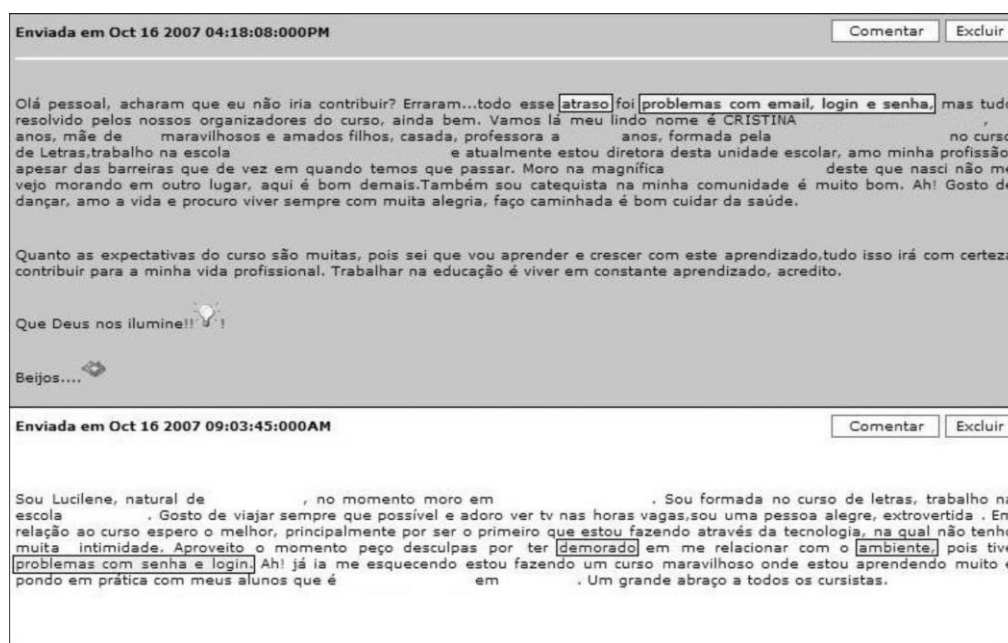 Enviada em Oct 16 2007 04:18:08:000PM Comentar Excluir
Olá pessoal, acharam que eu não iria contribuir? Erraram...todo esse atraso foi problemas com email, login e senha, mas tudo
resolvido pelos nossos organizadores do curso, ainda bem. Vamos lá meu lindo nome é CRISTINA ,
anos, mãe de maravilhosos e amados filhos, casada, professora a anos, formada pela no curso
de Letras,trabalho na escola e atualmente estou diretora desta unidade escolar, amo minha profissão
apesar das barreiras que de vez em quando temos que passar. Moro na magnífica deste que nasci não me
vejo morando em outro lugar, aqui é bom demais.Também sou catequista na minha comunidade é muito bom. Ah! Gosto de
dançar, amo a vida e procuro viver sempre com muita alegria, faço caminhada é bom cuidar da saúde.
Quanto as expectativas do curso são muitas, pois sei que vou aprender e crescer com este aprendizado,tudo isso irá com certeza
contribuir para a minha vida profissional. Trabalhar na educação é viver em constante aprendizado, acredito.
Que Deus nos ilumine!! !
Beijos....
Enviada em Oct 16 2007 09:03:45:000AM Comentar Excluir
Sou Lucilene, natural de , no momento moro em . Sou formada no curso de letras, trabalho na
escola . Gosto de viajar sempre que possível e adoro ver tv nas horas vagas,sou uma pessoa alegre, extrovertida . Em
relação ao curso espero o melhor, principalmente por ser o primeiro que estou fazendo através da tecnologia, na qual não tenho
muita intimidade. Aproveito o momento peço desculpas por ter demorado em me relacionar com o ambiente, pois tive
problemas com senha e login. Ah! já ia me esquecendo estou fazendo um curso maravilhoso onde estou aprendendo muito e
pondo em prática com meus alunos que é em . Um grande abraço a todos os cursistas.